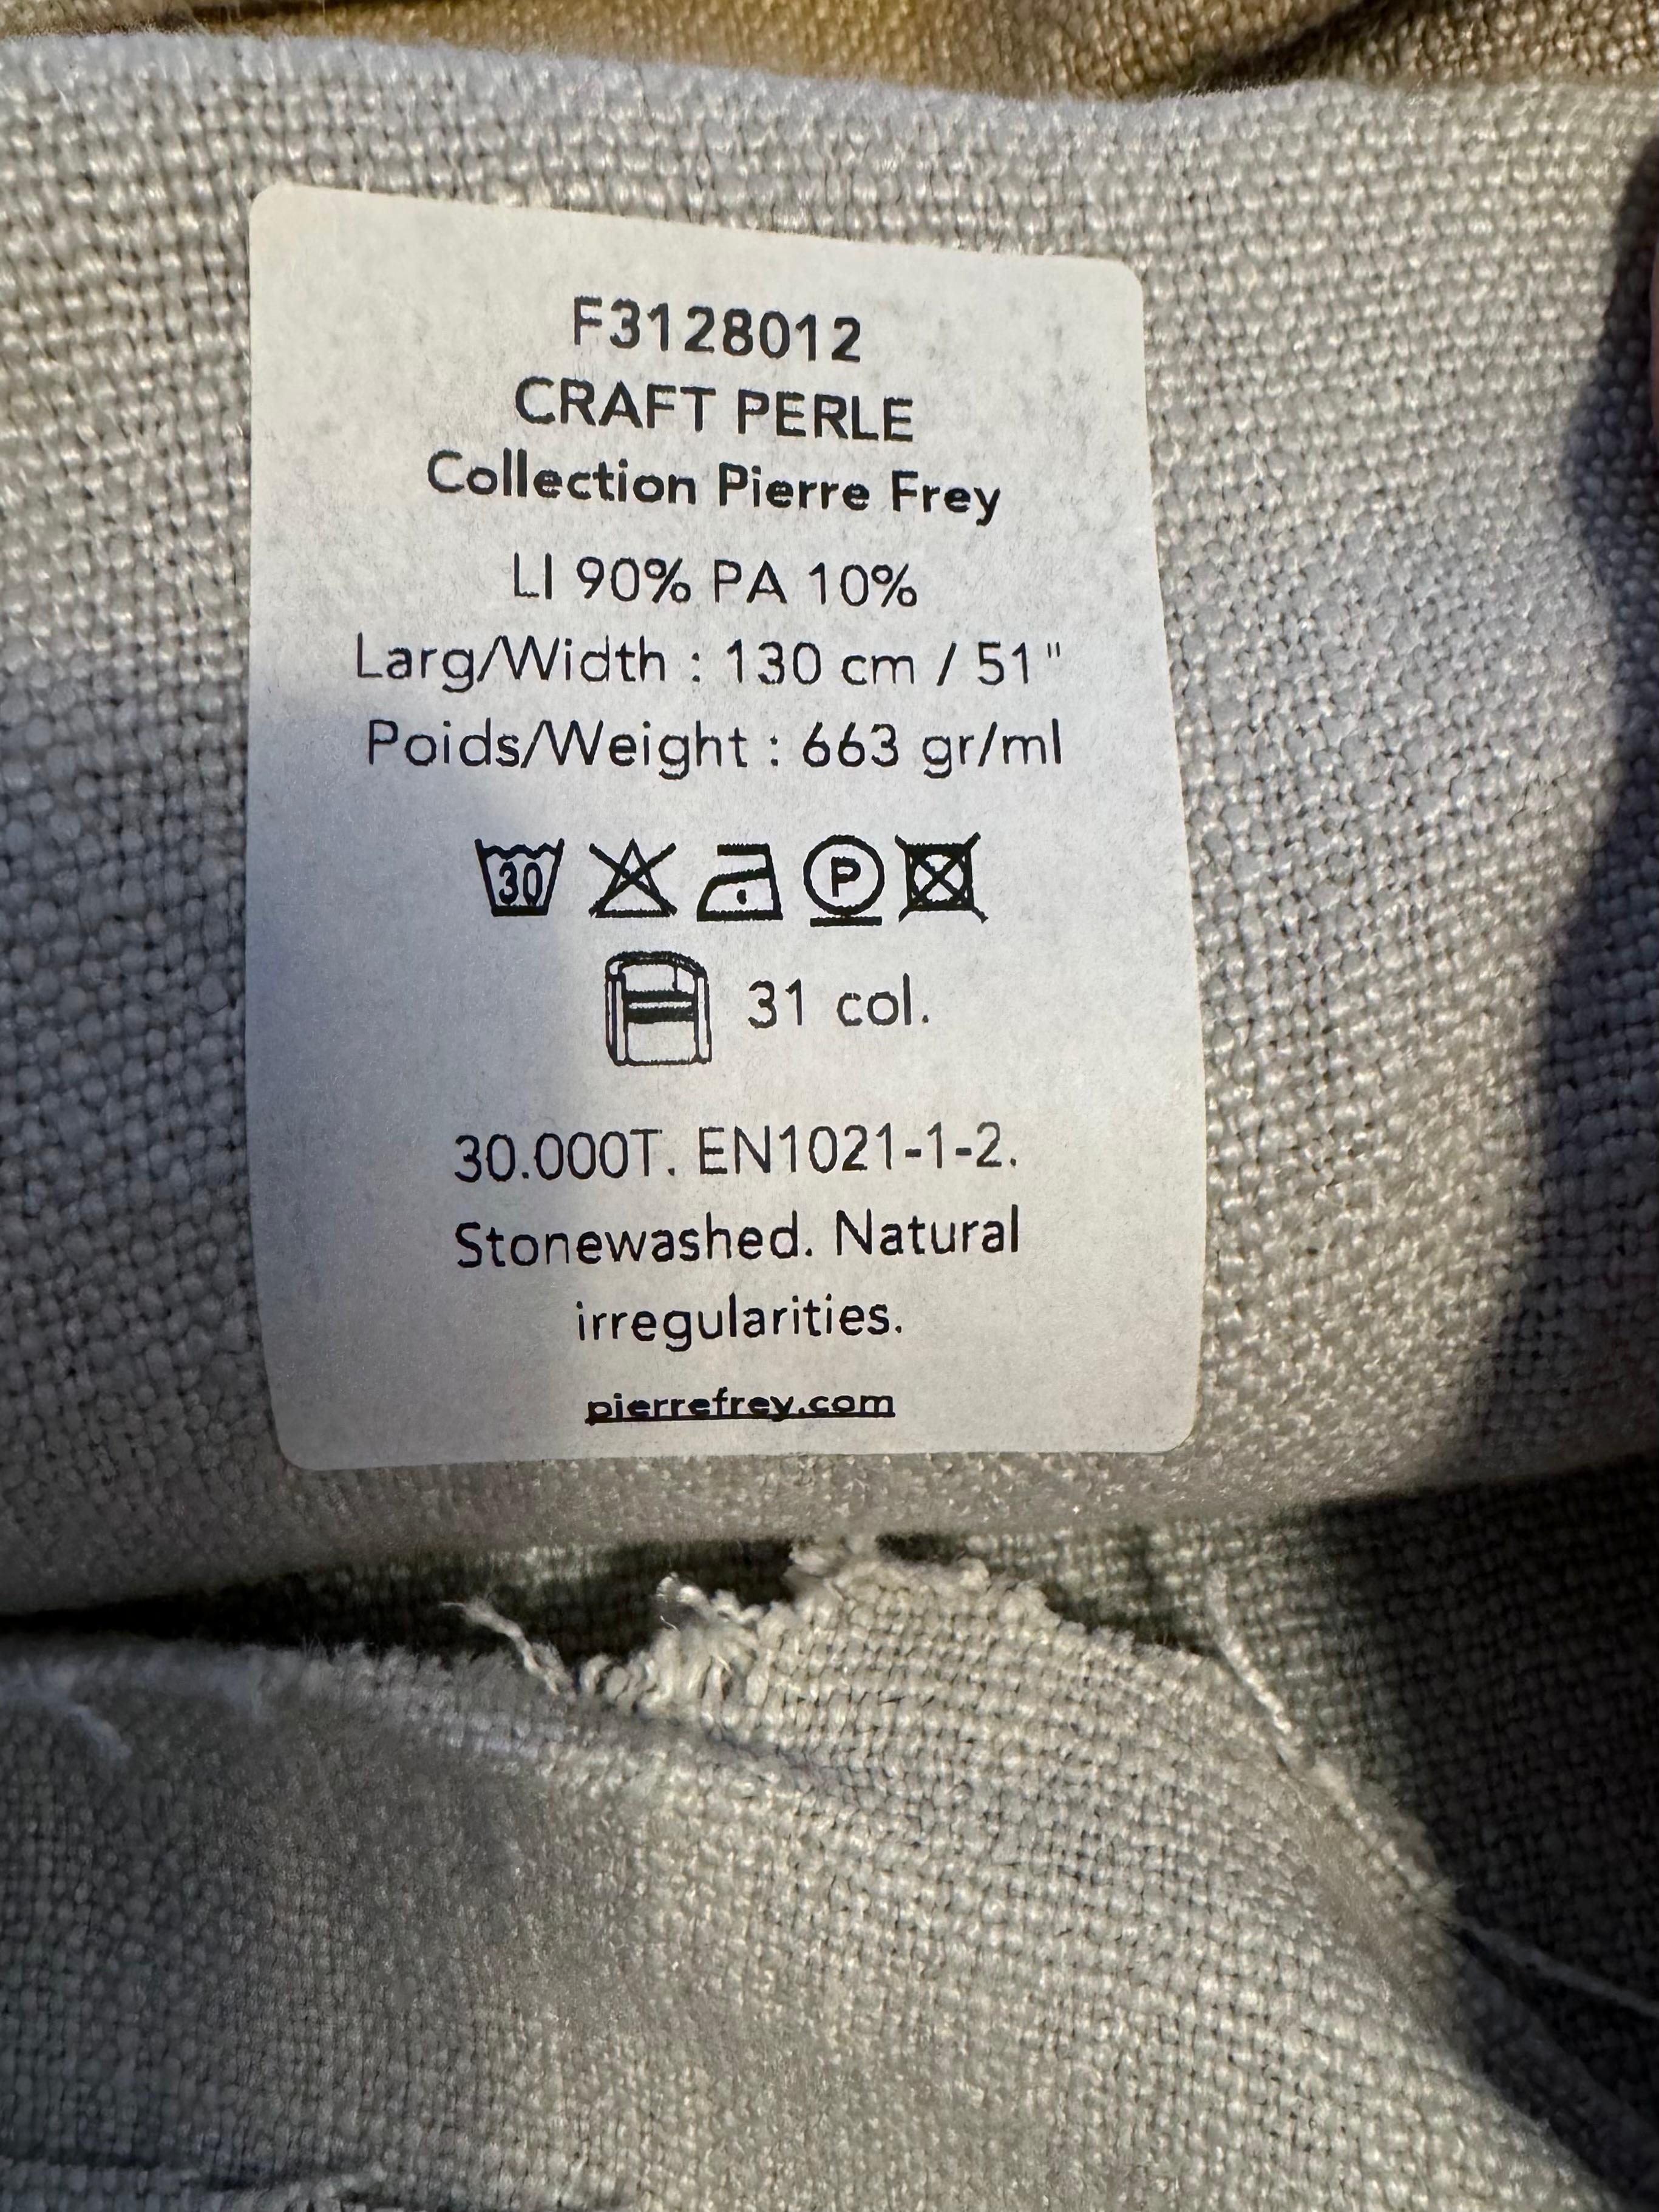 F3128012
CRAFT PERLE
Collection Pierre Frey
LI 90% PA 10%
Larg/Width : 130 cm / 51"
Poids/Weight : 663 gr/ml
30 P
31 col.
30.000T. EN1021-1-2.
Stonewashed. Natural
irregularities.
pierrefrey.com